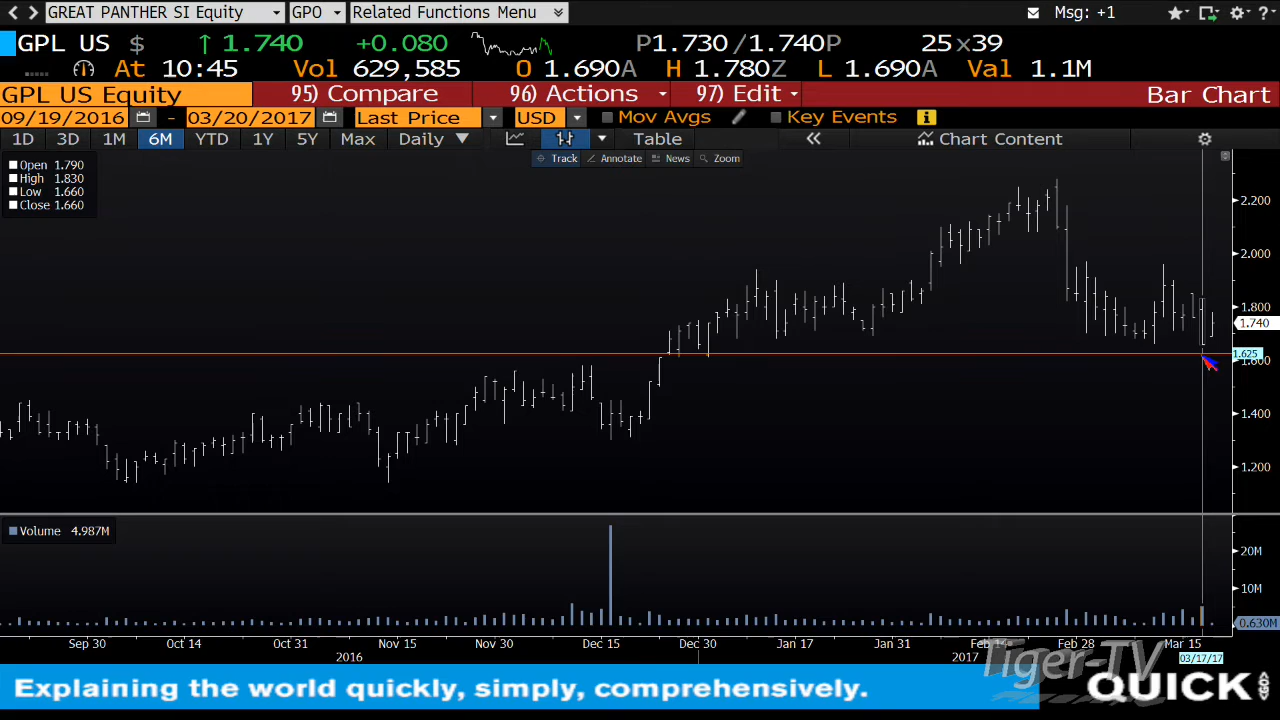 GREAT PANTHER SI Equity GPO Related Functions Menu Msg: +1 ?
GPL US $ ↑ 1.740 +0.080 P1.730 /1.740P 25x39
At 10:45 Vol 629,585 O 1.690A H 1.780Z L 1.690A Val 1.1M
GPL US Equity 95) Compare 96) Actions 97) Edit Bar Chart
09/19/2016 - 03/20/2017 Last Price USD Mov Avgs Key Events i
1D 3D 1M 6M YTD 1Y 5Y Max Daily ▼ Table « Chart Content
Track Annotate News Zoom
Open 1.790
High 1.830
Low 1.660
Close 1.660
2.200
2.000
1.800
1.740
1.625
1.600
1.400
1.200
Volume 4.987M
20M
10M
0.630M
Sep 30 Oct 14 Oct 31 Nov 15 Nov 30 Dec 15 Dec 30 Jan 17 Jan 31 Feb 14 Feb 28 Mar 15
2016 2017 03/17/17
Tiger-TV
Explaining the world quickly, simply, comprehensively.
QUICK
&GO>